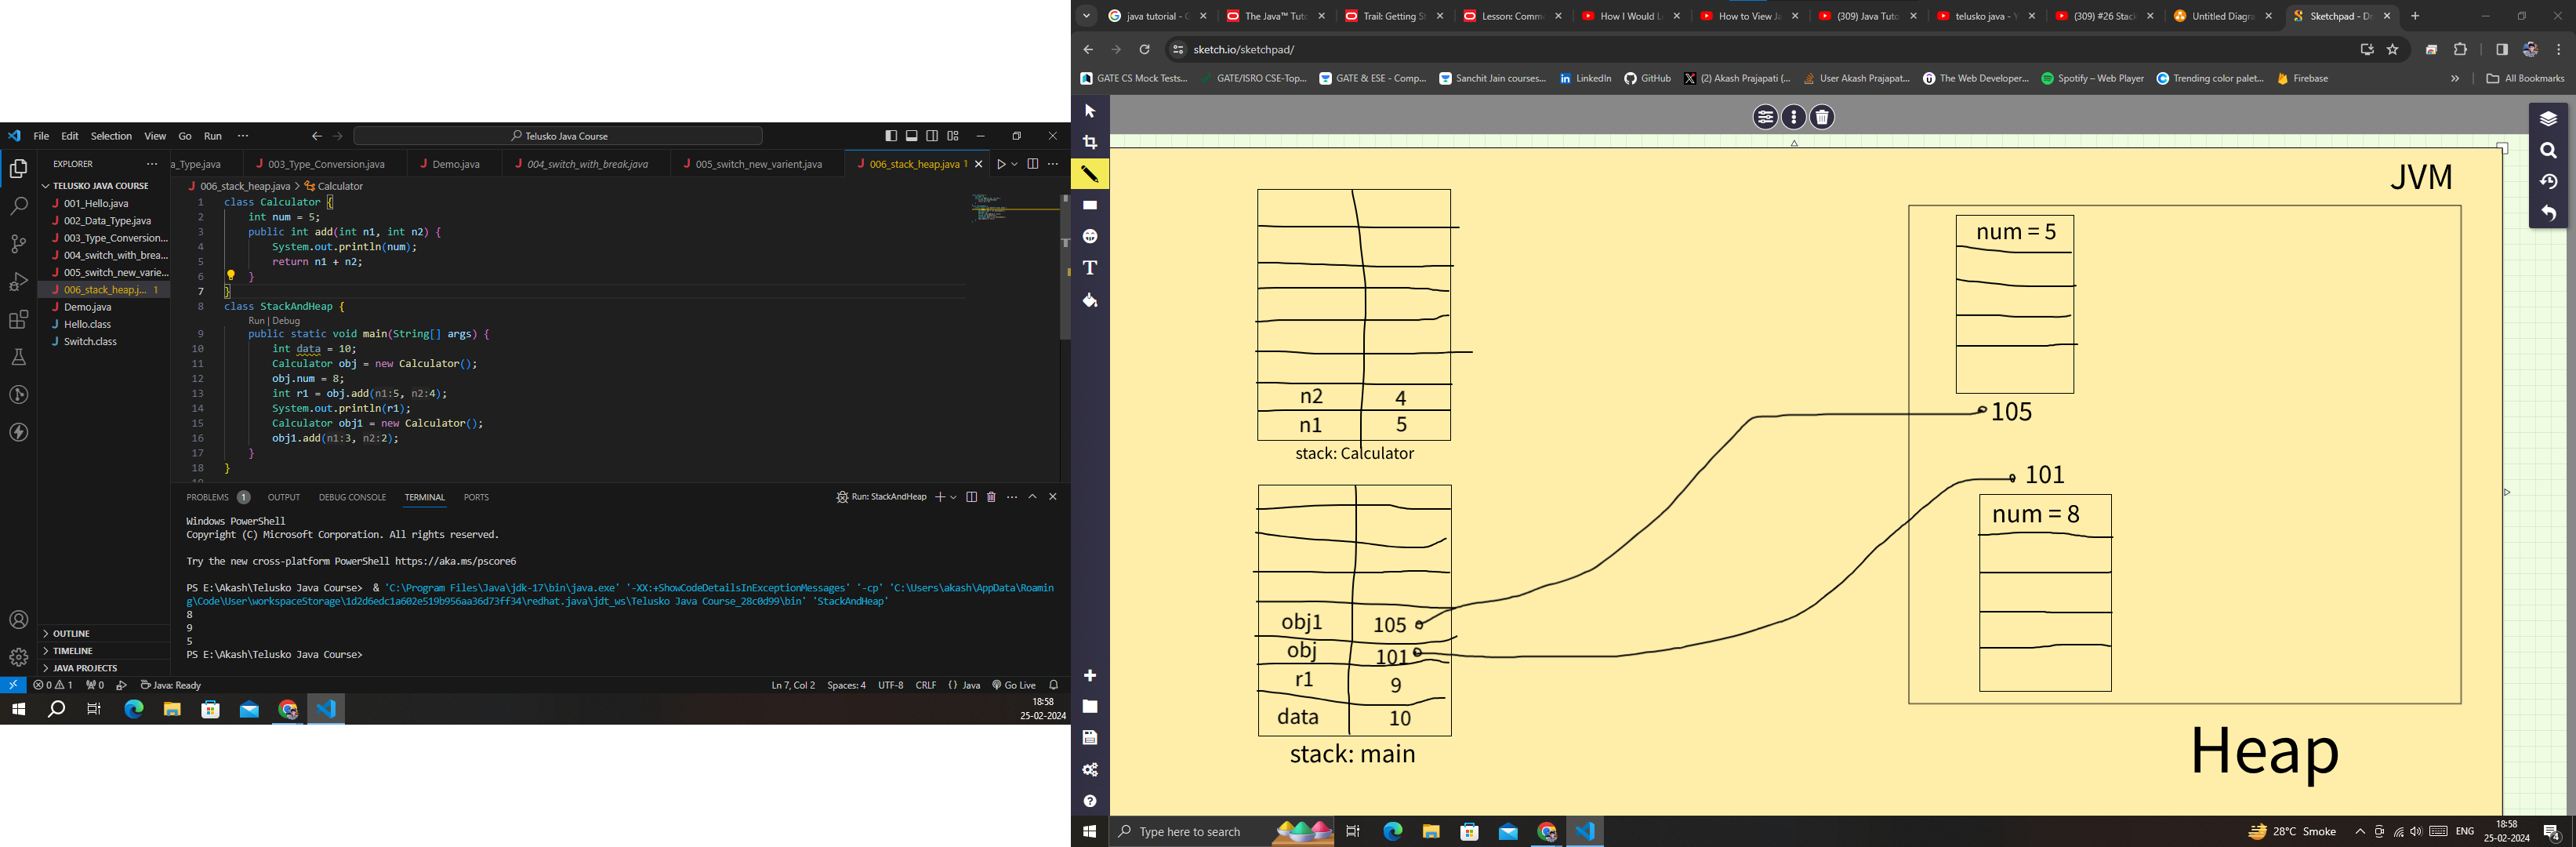 File Edit Selection View Go Run ···
Telusko Java Course
EXPLORER ···
TELUSKO JAVA COURSE
J 001_Hello.java
J 002_Data_Type.java
J 003_Type_Conversion...
J 004_switch_with_brea...
J 005_switch_new_varie...
J 006_stack_heap.j... 1
J Demo.java
J Hello.class
J Switch.class
OUTLINE
TIMELINE
JAVA PROJECTS
a_Type.java J 003_Type_Conversion.java J Demo.java J 004_switch_with_break.java J 005_switch_new_varient.java J 006_stack_heap.java 1
J 006_stack_heap.java > Calculator
1 class Calculator {
2 int num = 5;
3 public int add(int n1, int n2) {
4 System.out.println(num);
5 return n1 + n2;
6 }
7 }
8 class StackAndHeap {
Run | Debug
9 public static void main(String[] args) {
10 int data = 10;
11 Calculator obj = new Calculator();
12 obj.num = 8;
13 int r1 = obj.add(n1:5, n2:4);
14 System.out.println(r1);
15 Calculator obj1 = new Calculator();
16 obj1.add(n1:3, n2:2);
17 }
18 }
PROBLEMS 1 OUTPUT DEBUG CONSOLE TERMINAL PORTS
Run: StackAndHeap
Windows PowerShell
Copyright (C) Microsoft Corporation. All rights reserved.
Try the new cross-platform PowerShell https://aka.ms/pscore6
PS E:\Akash\Telusko Java Course> & 'C:\Program Files\Java\jdk-17\bin\java.exe' '-XX:+ShowCodeDetailsInExceptionMessages' '-cp' 'C:\Users\akash\AppData\Roamin
g\Code\User\workspaceStorage\1d2d6edc1a602e519b956aa36d73ff34\redhat.java\jdt_ws\Telusko Java Course_28c0d99\bin' 'StackAndHeap'
8
9
5
PS E:\Akash\Telusko Java Course>
0 1 0 Java: Ready
Ln 7, Col 2 Spaces: 4 UTF-8 CRLF {} Java Go Live
18:58
25-02-2024
java tutorial - G
The Java™ Tuto
Trail: Getting St
Lesson: Comm
How I Would L
How to View Ja
(309) Java Tuto
telusko java - Y
(309) #26 Stac
Untitled Diagra
Sketchpad - Dr
sketch.io/sketchpad/
GATE CS Mock Tests...
GATE/ISRO CSE-Top...
GATE & ESE - Comp...
Sanchit Jain courses...
LinkedIn
GitHub
(2) Akash Prajapati (...
User Akash Prajapat...
The Web Developer...
Spotify – Web Player
Trending color palet...
Firebase
All Bookmarks
JVM
num = 5
n2 4
n1 5
stack: Calculator
105
101
num = 8
obj1 105
obj 101
r1 9
data 10
stack: main
Heap
Type here to search
28°C Smoke
ENG
18:58
25-02-2024
4